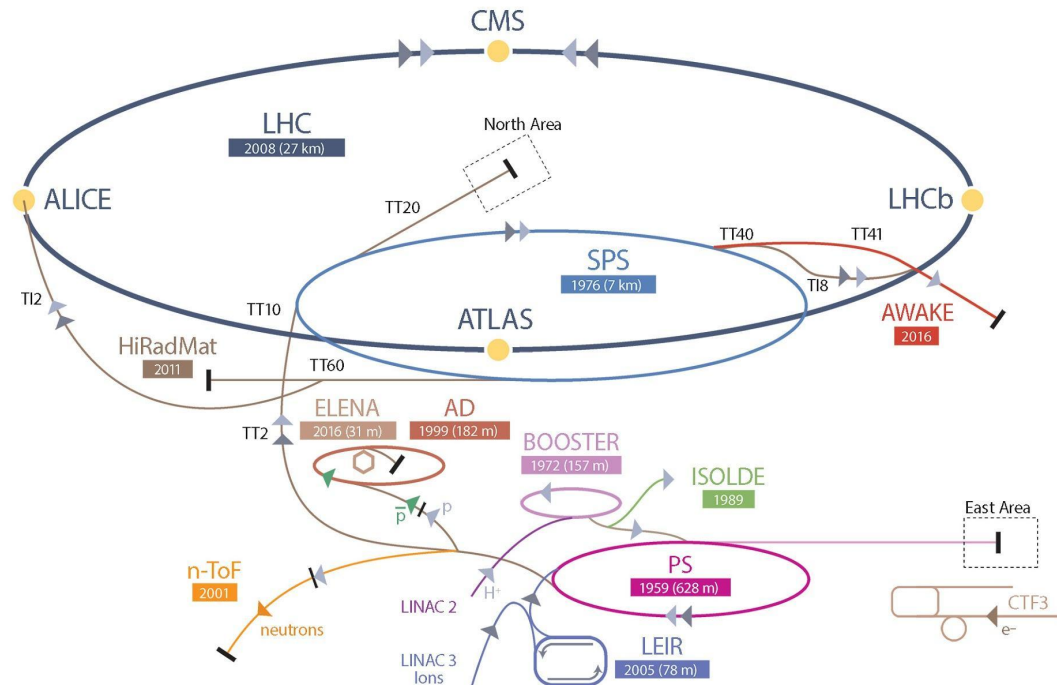 CMS
LHC
2008 (27 km)
North Area
ALICE
LHCb
TT20
TT40
TT41
SPS
1976 (7 km)
TI2
TI8
TT10
ATLAS
AWAKE
2016
HiRadMat
2011
TT60
ELENA
2016 (31 m)
AD
1999 (182 m)
TT2
BOOSTER
1972 (157 m)
ISOLDE
1989
p̅
p
East Area
n-ToF
2001
PS
1959 (628 m)
H⁺
LINAC 2
neutrons
CTF3
e⁻
LINAC 3
Ions
LEIR
2005 (78 m)